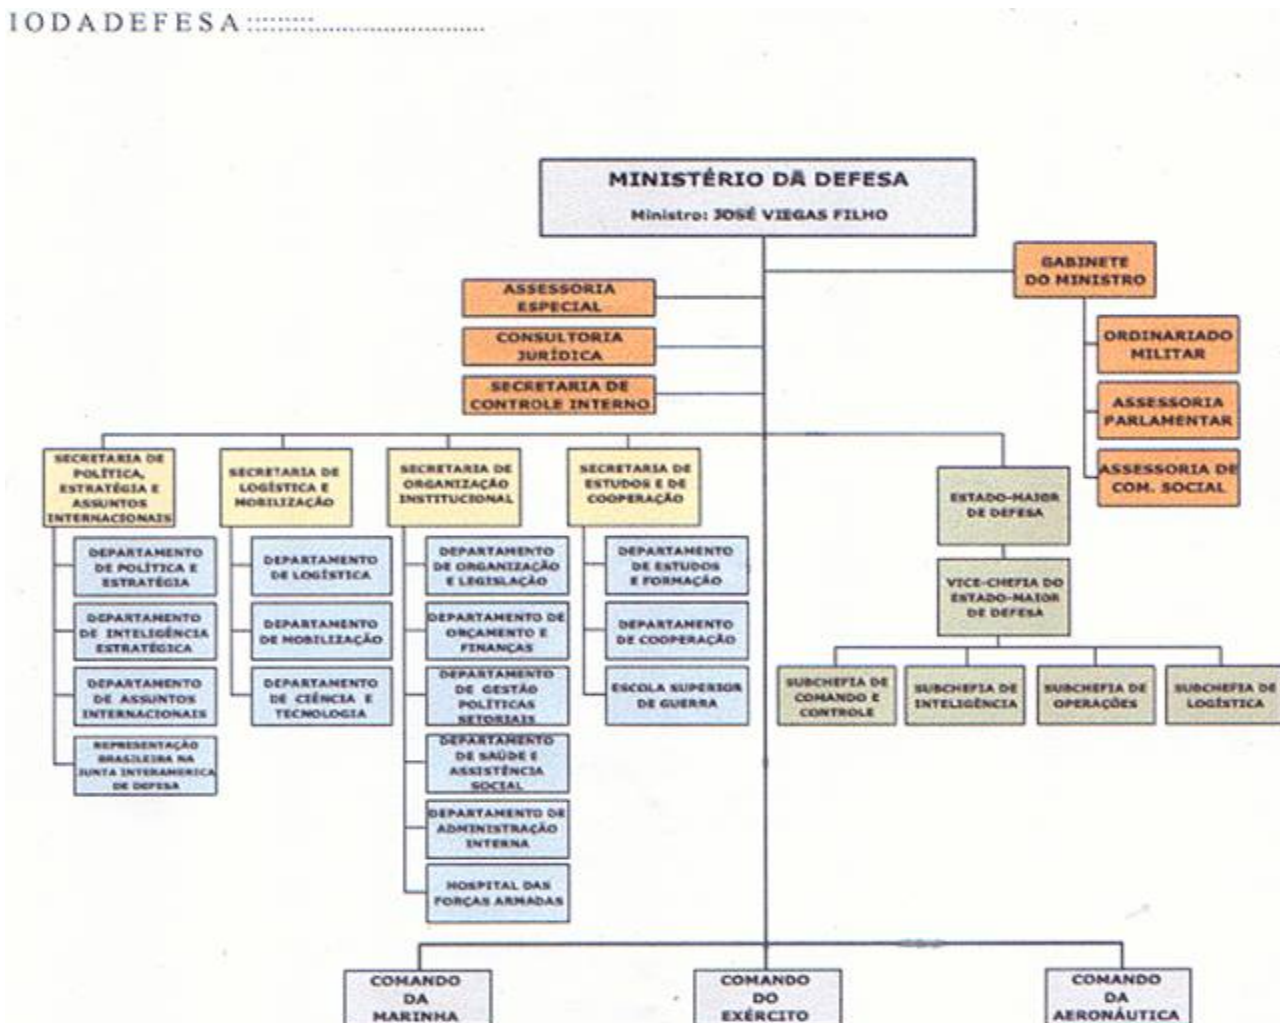 IODADEFESA
MINISTÉRIO DA DEFESA
Ministro: JOSÉ VIEGAS FILHO
GABINETE
DO MINISTRO
ASSESSORIA
ESPECIAL
CONSULTORIA
JURÍDICA
SECRETARIA DE
CONTROLE INTERNO
ORDINARIADO
MILITAR
ASSESSORIA
PARLAMENTAR
ASSESSORIA DE
COM. SOCIAL
SECRETARIA DE
POLÍTICA,
ESTRATÉGIA E
ASSUNTOS
INTERNACIONAIS
DEPARTAMENTO
DE POLÍTICA E
ESTRATÉGIA
DEPARTAMENTO
DE INTELIGÊNCIA
ESTRATÉGICA
DEPARTAMENTO
DE ASSUNTOS
INTERNACIONAIS
REPRESENTAÇÃO
BRASILEIRA NA
JUNTA INTERAMERICA
DE DEFESA
SECRETARIA DE
LOGÍSTICA E
MOBILIZAÇÃO
DEPARTAMENTO
DE LOGÍSTICA
DEPARTAMENTO
DE MOBILIZAÇÃO
DEPARTAMENTO
DE CIÊNCIA E
TECNOLOGIA
SECRETARIA DE
ORGANIZAÇÃO
INSTITUCIONAL
DEPARTAMENTO
DE ORGANIZAÇÃO
E LEGISLAÇÃO
DEPARTAMENTO DE
ORÇAMENTO E
FINANÇAS
DEPARTAMENTO
DE GESTÃO
POLÍTICAS
SETORIAIS
DEPARTAMENTO
DE SAÚDE E
ASSISTÊNCIA
SOCIAL
DEPARTAMENTO DE
ADMINISTRAÇÃO
INTERNA
HOSPITAL DAS
FORÇAS ARMADAS
SECRETARIA DE
ESTUDOS E DE
COOPERAÇÃO
DEPARTAMENTO
DE ESTUDOS
E FORMAÇÃO
DEPARTAMENTO
DE COOPERAÇÃO
ESCOLA SUPERIOR
DE GUERRA
ESTADO-MAIOR
DE DEFESA
VICE-CHEFIA DO
ESTADO-MAIOR
DE DEFESA
SUBCHEFIA DE
COMANDO E
CONTROLE
SUBCHEFIA DE
INTELIGÊNCIA
SUBCHEFIA DE
OPERAÇÕES
SUBCHEFIA DE
LOGÍSTICA
COMANDO
DA
MARINHA
COMANDO
DO
EXÉRCITO
COMANDO
DA
AERONÁUTICA